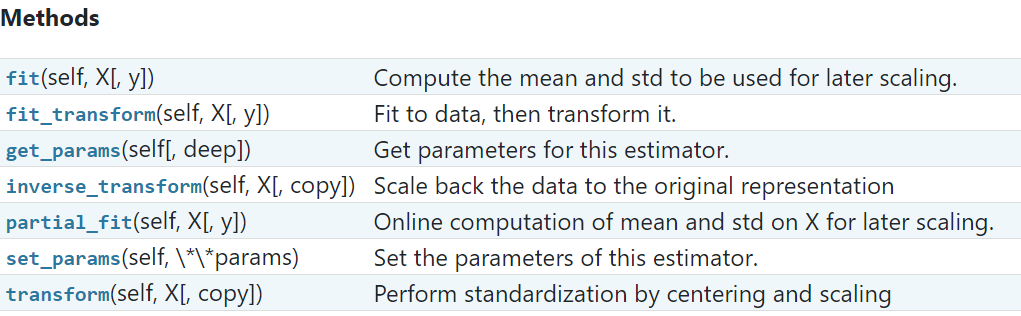 Methods
fit(self, X[, y]) Compute the mean and std to be used for later scaling.
fit_transform(self, X[, y]) Fit to data, then transform it.
get_params(self[, deep]) Get parameters for this estimator.
inverse_transform(self, X[, copy]) Scale back the data to the original representation
partial_fit(self, X[, y]) Online computation of mean and std on X for later scaling.
set_params(self, \*\*params) Set the parameters of this estimator.
transform(self, X[, copy]) Perform standardization by centering and scaling